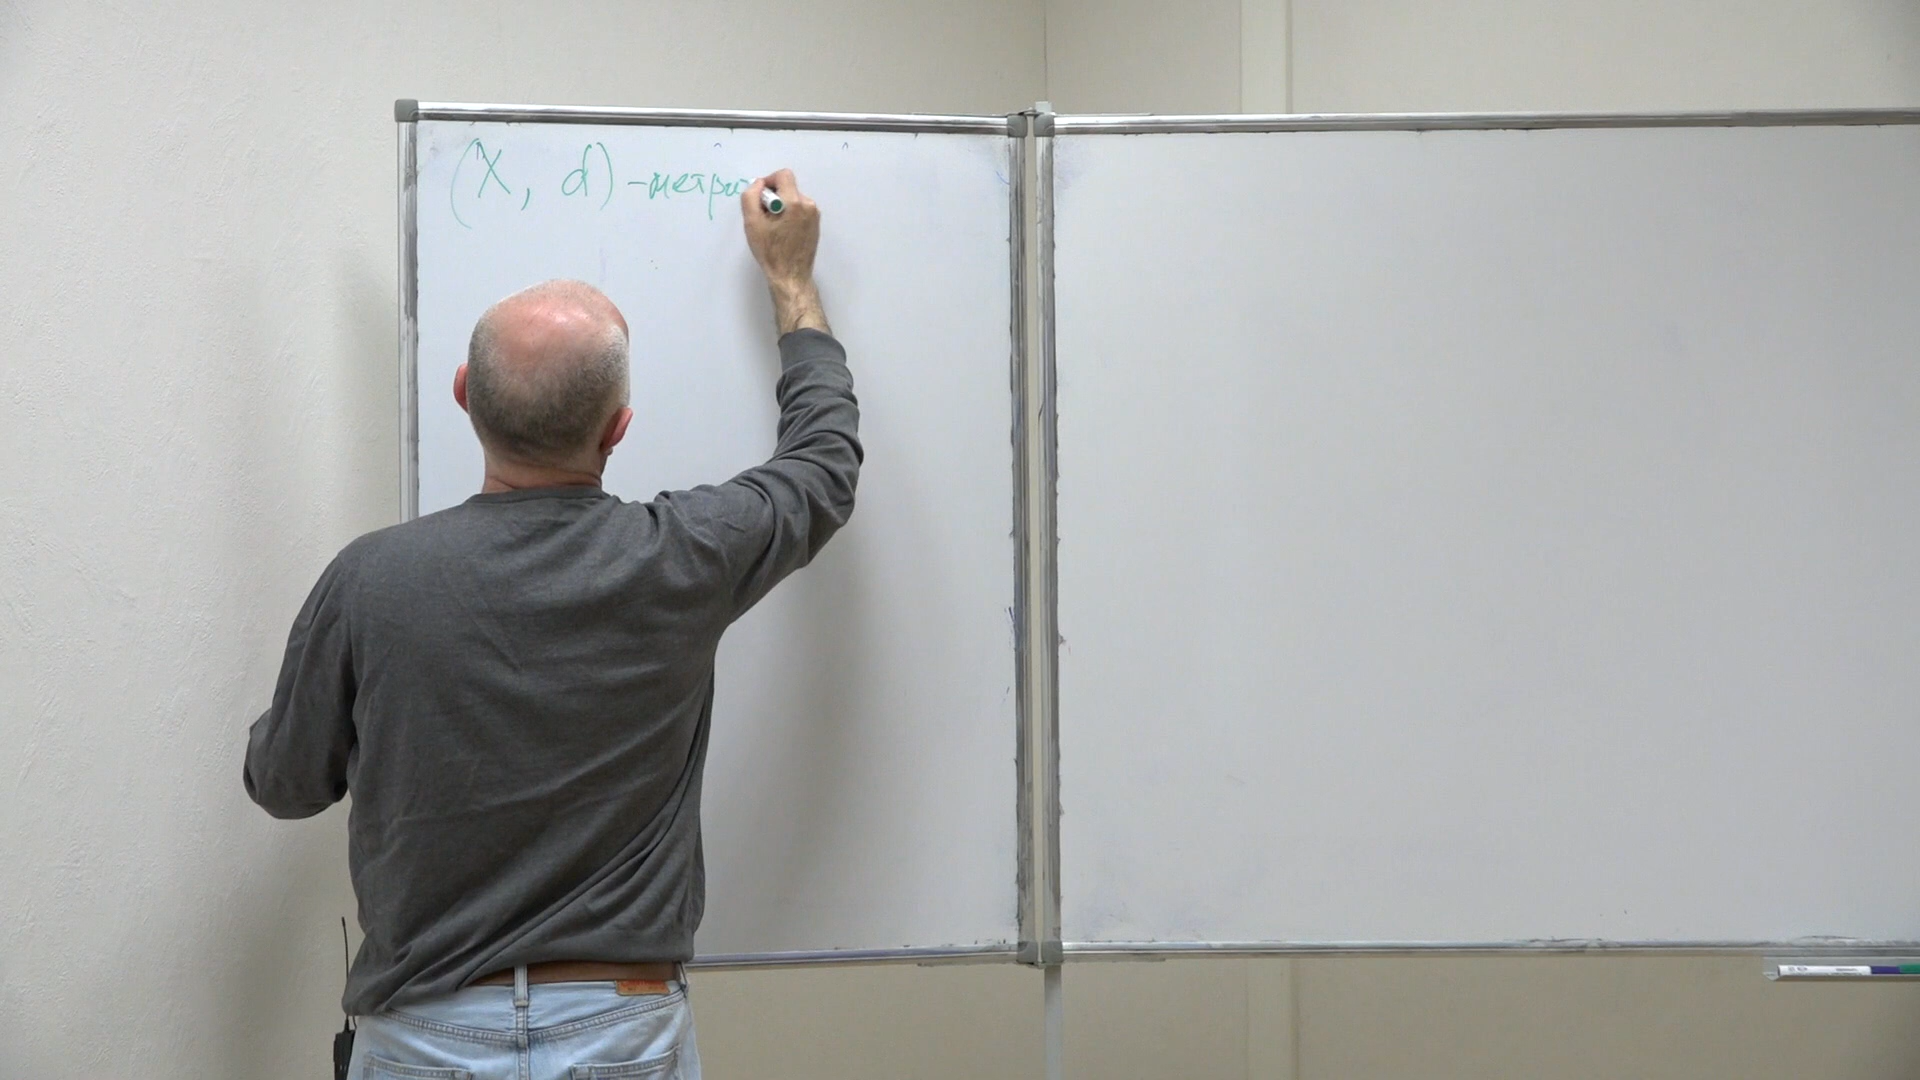 (X, d) - метри